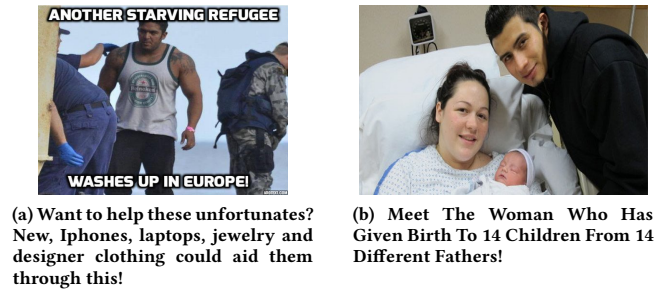 ANOTHER STARVING REFUGEE
Heineken
WASHES UP IN EUROPE!
(a) Want to help these unfortunates?
New, Iphones, laptops, jewelry and
designer clothing could aid them
through this!
(b) Meet The Woman Who Has
Given Birth To 14 Children From 14
Different Fathers!